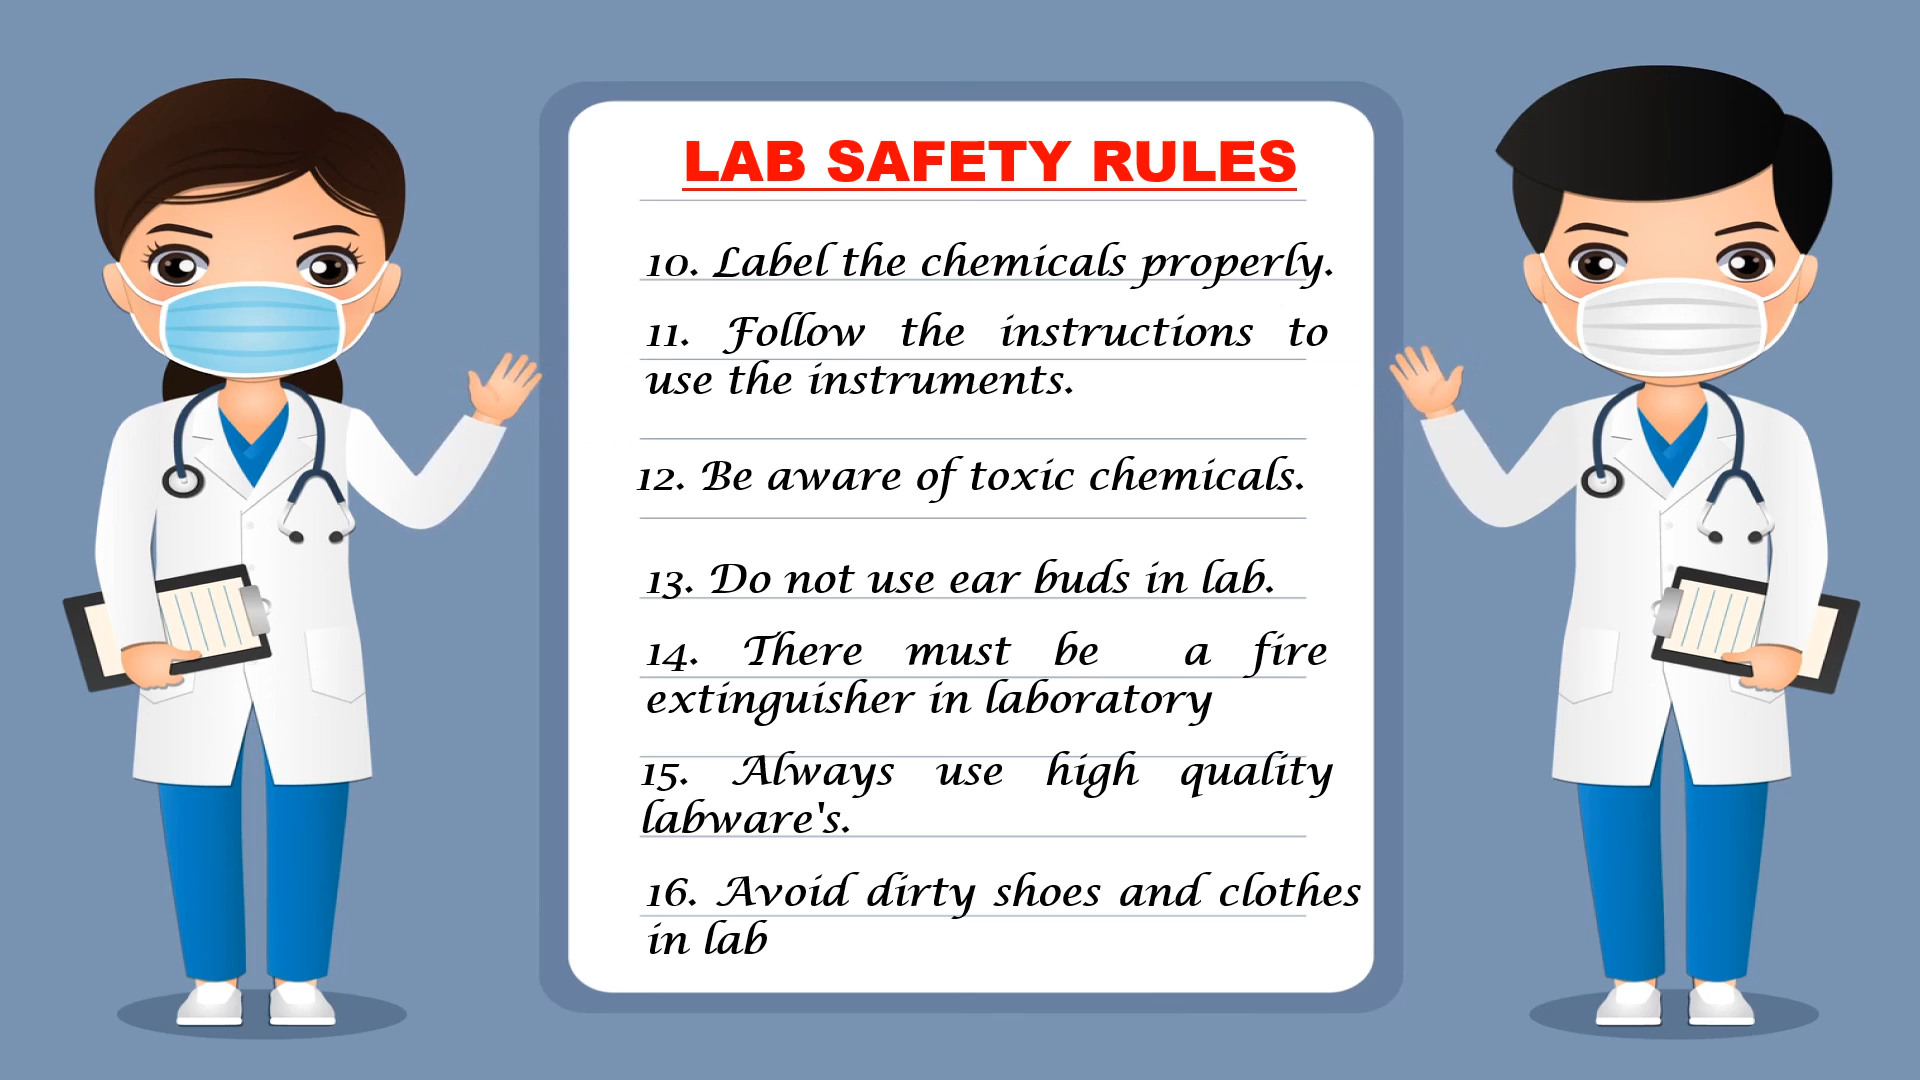 LAB SAFETY RULES
10. Label the chemicals properly.
11. Follow the instructions to
use the instruments.
12. Be aware of toxic chemicals.
13. Do not use ear buds in lab.
14. There must be a fire
extinguisher in laboratory
15. Always use high quality
labware's.
16. Avoid dirty shoes and clothes
in lab